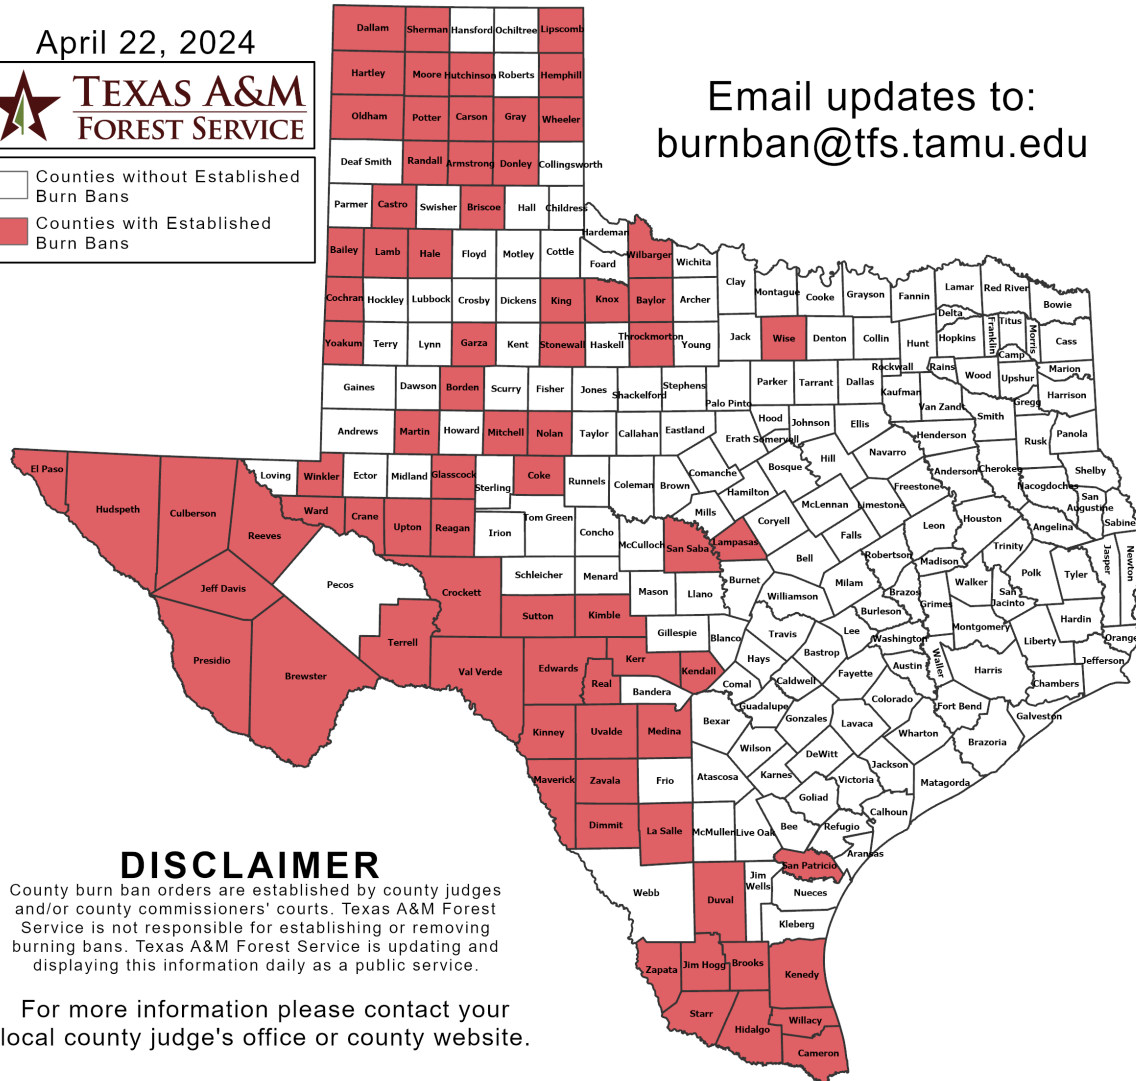 April 22, 2024
TEXAS A&M
FOREST SERVICE
Counties without Established
Burn Bans
Counties with Established
Burn Bans
Email updates to:
burnban@tfs.tamu.edu
Dallam Sherman Hansford Ochiltree Lipscomb
Hartley Moore Hutchinson Roberts Hemphill
Oldham Potter Carson Gray Wheeler
Deaf Smith Randall Armstrong Donley Collingsworth
Parmer Castro Swisher Briscoe Hall Childress
Hardeman
Bailey Lamb Hale Floyd Motley Cottle Foard Wilbarger Wichita
Clay Montague Cooke Grayson Fannin Lamar Red River Bowie
Cochran Hockley Lubbock Crosby Dickens King Knox Baylor Archer
Delta Hopkins Franklin Titus Morris Cass
Yoakum Terry Lynn Garza Kent Stonewall Haskell Throckmorton Young Jack Wise Denton Collin Hunt
Camp
Rockwall Rains Wood Upshur Marion
Gaines Dawson Borden Scurry Fisher Jones Shackelford Stephens Palo Pinto Parker Tarrant Dallas Kaufman Van Zandt Smith Gregg Harrison
Andrews Martin Howard Mitchell Nolan Taylor Callahan Eastland Erath Hood Somervell Johnson Ellis Henderson Rusk Panola
El Paso Hudspeth Culberson Reeves Loving Winkler Ector Midland Glasscock Sterling Coke Runnels Coleman Brown Comanche Bosque Hill Navarro Anderson Cherokee Nacogdoches Shelby
Hamilton Freestone San
Augustine
Ward Crane Upton Reagan Irion Tom Green Concho McCulloch San Saba Mills Lampasas Coryell McLennan Limestone Leon Houston Angelina Sabine
Falls Trinity Jasper Newton
Jeff Davis Pecos Crockett Schleicher Menard Mason Llano Burnet Bell Milam Robertson Madison Walker Polk Tyler
Williamson Brazos Grimes San
Jacinto
Sutton Kimble Gillespie Blanco Travis Lee Burleson Washington Montgomery Liberty Hardin Orange
Presidio Brewster Terrell Val Verde Edwards Real Kerr Kendall Bandera Comal Hays Bastrop Caldwell Fayette Austin Waller Harris Chambers Jefferson
Guadalupe Colorado Fort Bend Galveston
Kinney Uvalde Medina Bexar Wilson Gonzales Lavaca Wharton Brazoria
Maverick Zavala Frio Atascosa Karnes DeWitt Victoria Jackson Matagorda
Goliad Calhoun
Dimmit La Salle McMullen Live Oak Bee Refugio
Aransas
San Patricio
Webb Duval Jim
Wells Nueces
Kleberg
Zapata Jim Hogg Brooks Kenedy
Starr Hidalgo Willacy
Cameron
DISCLAIMER
County burn ban orders are established by county judges
and/or county commissioners' courts. Texas A&M Forest
Service is not responsible for establishing or removing
burning bans. Texas A&M Forest Service is updating and
displaying this information daily as a public service.
For more information please contact your
local county judge's office or county website.